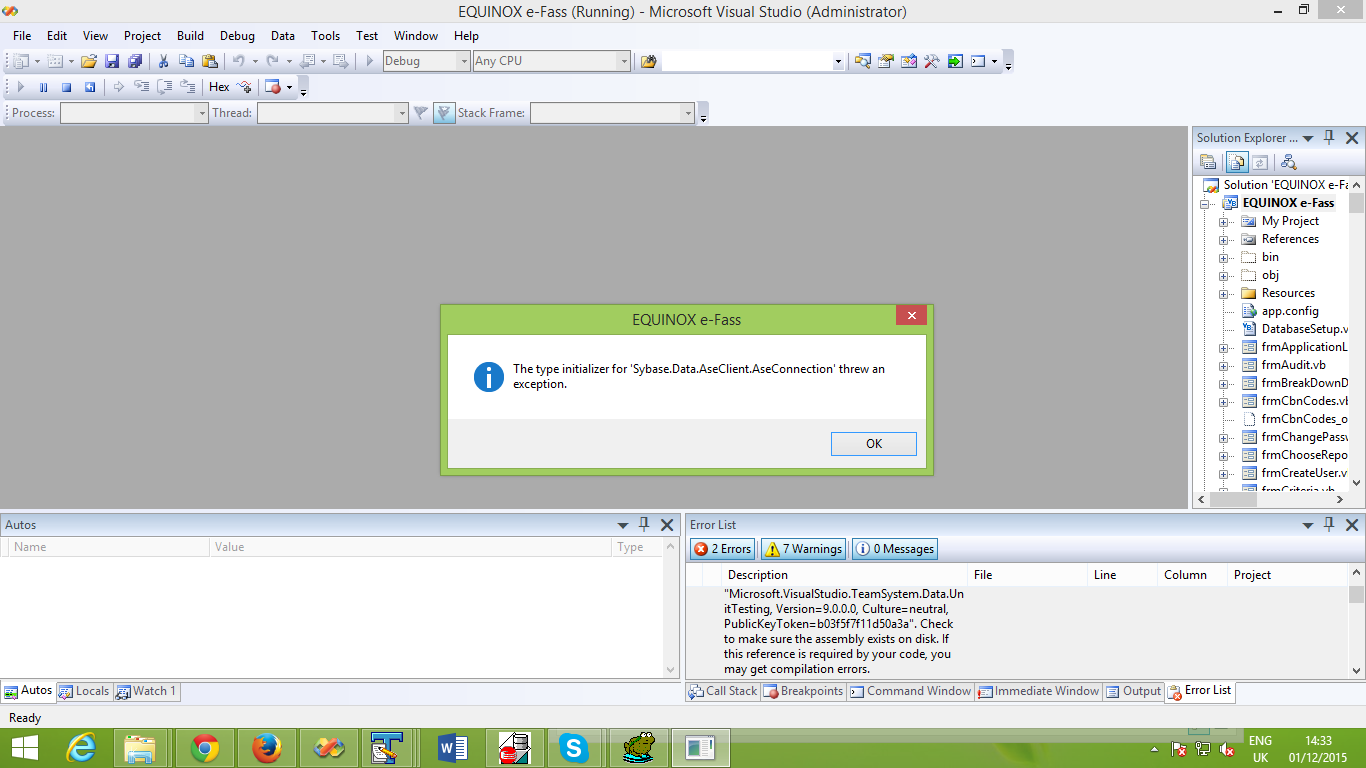 EQUINOX e-Fass (Running) - Microsoft Visual Studio (Administrator)
File Edit View Project Build Debug Data Tools Test Window Help
Debug Any CPU
Hex
Process: Thread: Stack Frame:
Solution Explorer ...
Solution 'EQUINOX e-Fa
EQUINOX e-Fass
My Project
References
bin
obj
Resources
app.config
DatabaseSetup.v
frmApplicationL
frmAudit.vb
frmBreakDownD
frmCbnCodes.vb
frmCbnCodes_o
frmChangePassw
frmChooseRepo
frmCreateUser.v
frmCriteria.vb
EQUINOX e-Fass
The type initializer for 'Sybase.Data.AseClient.AseConnection' threw an
exception.
OK
Autos
Name Value Type
Autos Locals Watch 1
Error List
2 Errors 7 Warnings 0 Messages
Description File Line Column Project
"Microsoft.VisualStudio.TeamSystem.Data.Un
itTesting, Version=9.0.0.0, Culture=neutral,
PublicKeyToken=b03f5f7f11d50a3a". Check
to make sure the assembly exists on disk. If
this reference is required by your code, you
may get compilation errors.
Call Stack Breakpoints Command Window Immediate Window Output Error List
Ready
ENG 14:33
UK 01/12/2015